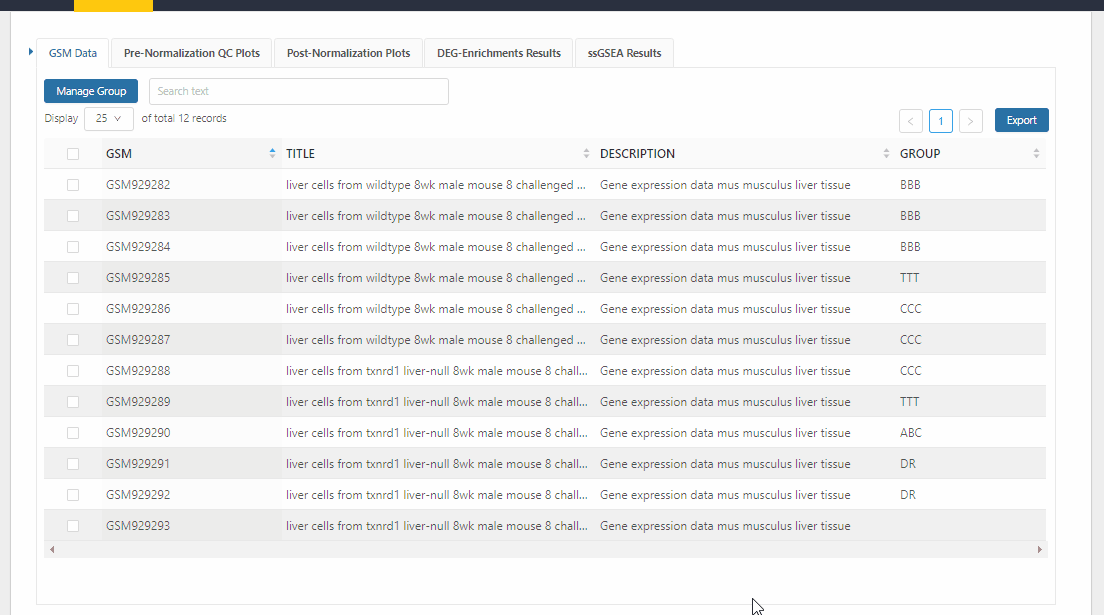 GSM Data Pre-Normalization QC Plots Post-Normalization Plots DEG-Enrichments Results ssGSEA Results
Manage Group Search text
Display 25 of total 12 records
< 1 > Export
GSM TITLE DESCRIPTION GROUP
GSM929282 liver cells from wildtype 8wk male mouse 8 challenged ... Gene expression data mus musculus liver tissue BBB
GSM929283 liver cells from wildtype 8wk male mouse 8 challenged ... Gene expression data mus musculus liver tissue BBB
GSM929284 liver cells from wildtype 8wk male mouse 8 challenged ... Gene expression data mus musculus liver tissue BBB
GSM929285 liver cells from wildtype 8wk male mouse 8 challenged ... Gene expression data mus musculus liver tissue TTT
GSM929286 liver cells from wildtype 8wk male mouse 8 challenged ... Gene expression data mus musculus liver tissue CCC
GSM929287 liver cells from wildtype 8wk male mouse 8 challenged ... Gene expression data mus musculus liver tissue CCC
GSM929288 liver cells from txnrd1 liver-null 8wk male mouse 8 chall... Gene expression data mus musculus liver tissue CCC
GSM929289 liver cells from txnrd1 liver-null 8wk male mouse 8 chall... Gene expression data mus musculus liver tissue TTT
GSM929290 liver cells from txnrd1 liver-null 8wk male mouse 8 chall... Gene expression data mus musculus liver tissue ABC
GSM929291 liver cells from txnrd1 liver-null 8wk male mouse 8 chall... Gene expression data mus musculus liver tissue DR
GSM929292 liver cells from txnrd1 liver-null 8wk male mouse 8 chall... Gene expression data mus musculus liver tissue DR
GSM929293 liver cells from txnrd1 liver-null 8wk male mouse 8 chall... Gene expression data mus musculus liver tissue